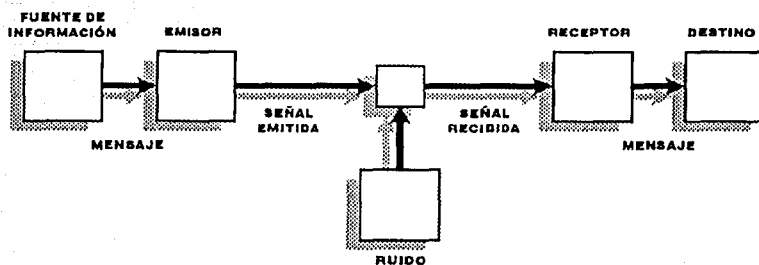 FUENTE DE
INFORMACIÓN
EMISOR
RECEPTOR
DESTINO
SEÑAL
EMITIDA
SEÑAL
RECIBIDA
MENSAJE
MENSAJE
RUIDO